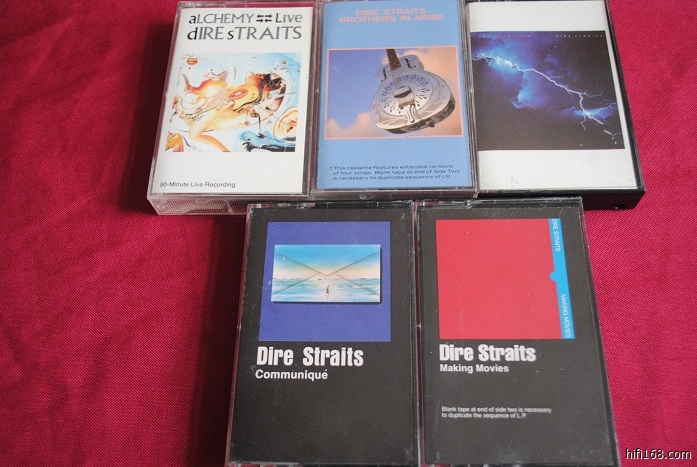 aLCHEMY Live
dIRE sTRAITS
90-Minute Live Recording
DIRE STRAITS
BROTHERS IN ARMS
† This cassette features extended versions
of four songs. Blank tape at end of Side Two
is necessary to duplicate sequence of L.P.
DIRE STRAITS
Dire Straits
Communiqué
DIRE STRAITS
MAKING MOVIES
Dire Straits
Making Movies
Blank tape at end of side two is necessary
to duplicate the sequence of L.P.
hifi168.com